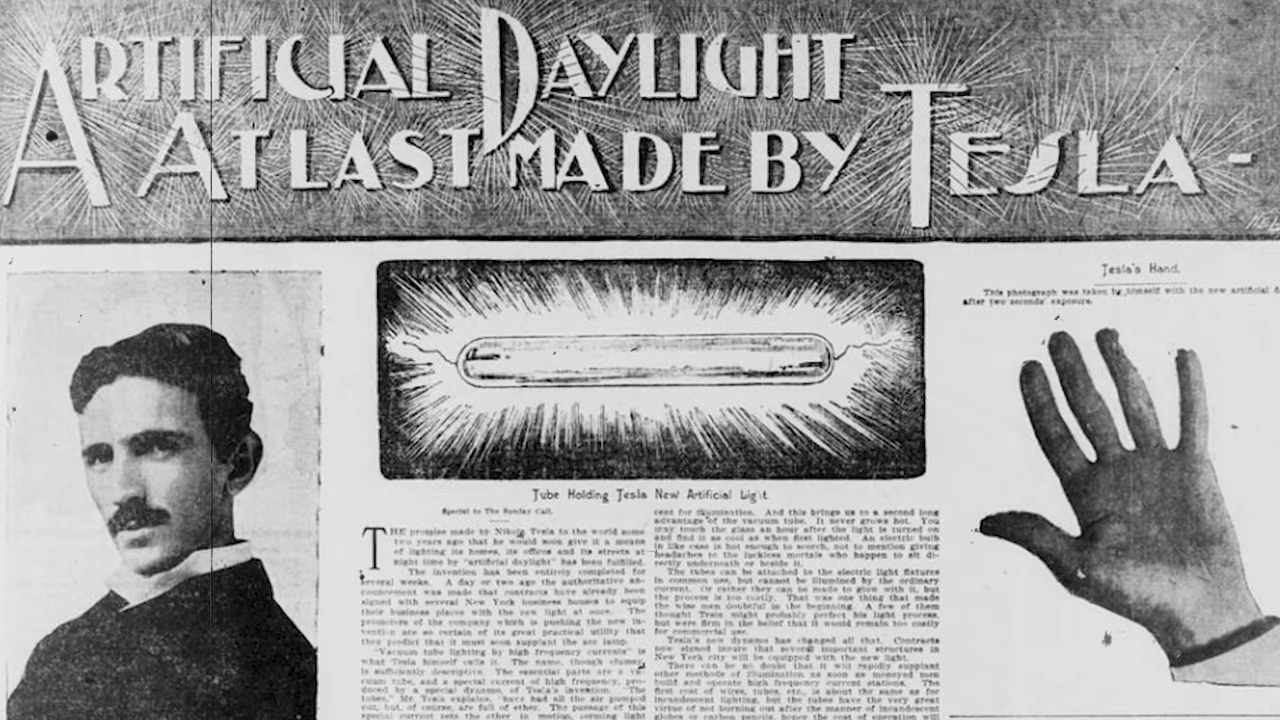 ARTIFICIAL DAYLIGHT
AT LAST MADE BY TESLA-
Tesla's Hand.
This photograph was taken by himself with the new artificial d
after two seconds' exposure.
Tube Holding Tesla New Artificial Light
Special to The Sunday Call.
THE promise made by Nikola Tesla to the world some
two years ago that he would soon give it a means
of lighting its homes, its offices and its streets at
night time by "artificial daylight" has been fulfilled.
The invention has been entirely completed for
several weeks. A day or two ago the authoritative an-
nouncement was made that contracts have already been
signed with several New York business houses to equip
their business places with the new light at once. The
promoters of the company which is pushing the new in-
vention are so certain of its great practical utility that
they predict that it must soon supplant the arc lamp.
"Vacuum tube lighting by high frequency currents" is
what Tesla himself calls it. The name, though clumsy,
is sufficiently descriptive. The essential parts are a va-
cuum tube, and a special current of high frequency, pro-
duced by a special dynamo, of Tesla's invention. "The
tubes," Mr. Tesla explains, "have had all the air pumped
out, but, of course, are full of ether. The passage of this
special current sets the ether in motion, forming light
cent for illumination. And this brings us to a second long
advantage of the vacuum tube. It never grows hot. You
may touch the glass an hour after the light is turned on
and find it as cool as when first lighted. An electric bulb
in like case is hot enough to scorch, not to mention giving
headaches to the luckless mortals who happen to sit di-
rectly underneath or beside it.
The tubes can be attached to the electric light fixtures
in common use, but cannot be illumined by the ordinary
current. Or rather they can be made to glow with it, but
the process is too costly. That was one thing that made
the wise men doubtful in the beginning. A few of them
thought Tesla might probably perfect his light process,
but were firm in the belief that it would remain too costly
for commercial use.
Tesla's new dynamo has changed all that. Contracts
now signed insure that several important structures in
New York city will be equipped with the new light.
There can be no doubt that it will rapidly supplant
other methods of illumination as soon as moneyed men
build and operate high frequency current stations. The
first cost of wires, tubes, etc., is about the same as for
incandescent lighting, but the tubes have the very great
virtue of not burning out after the manner of incandescent
globes or carbon pencils, hence the cost of operation will